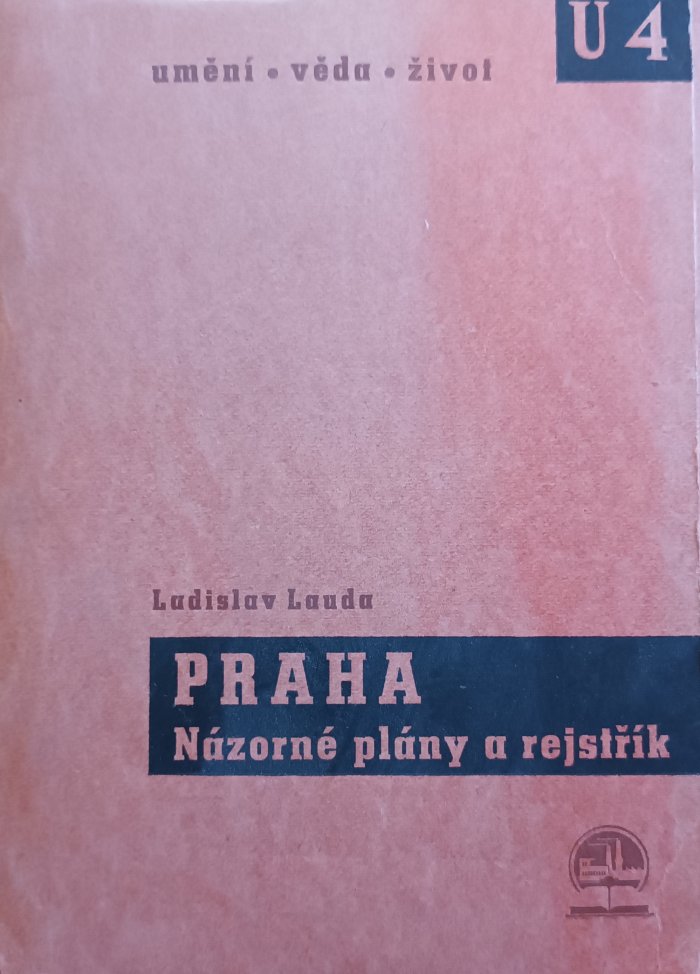 U 4
umění • věda • život
Ladislav Lauda
PRAHA
Názorné plány a rejstřík